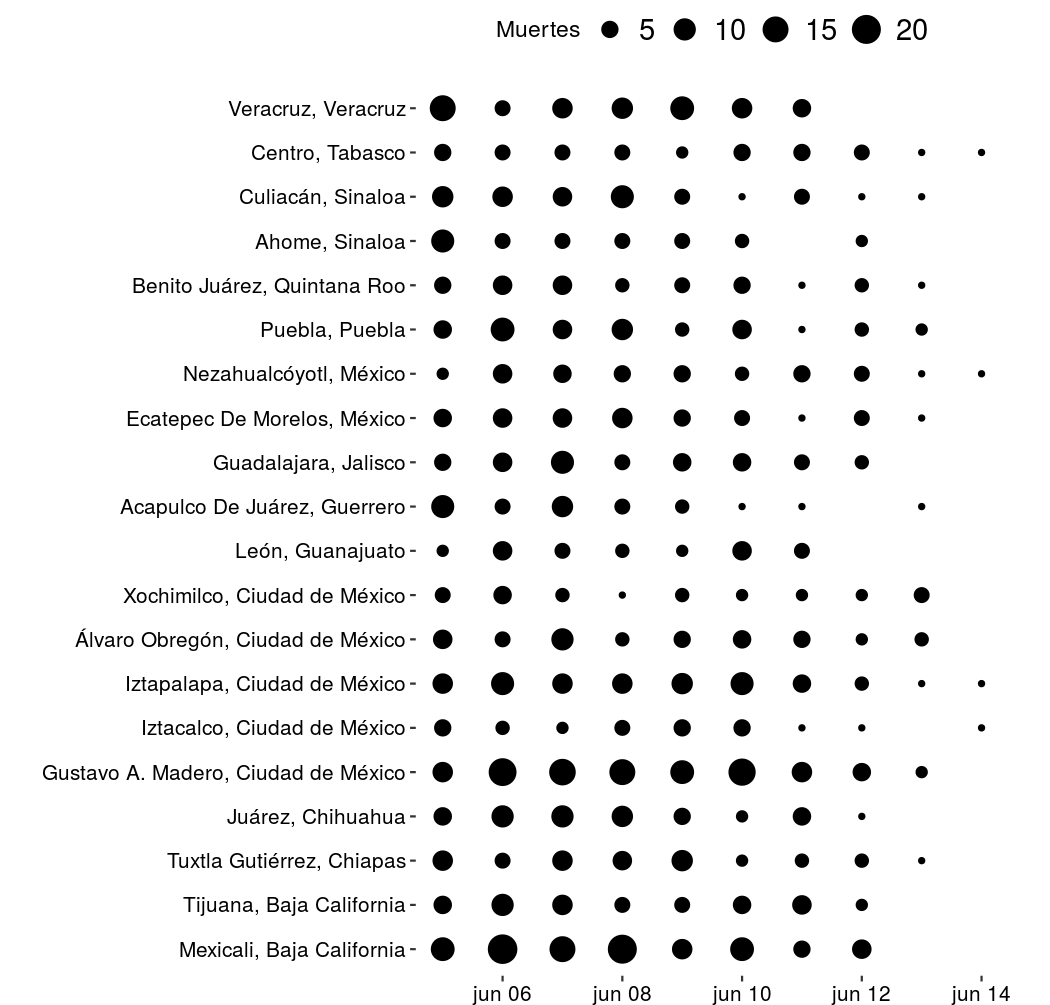 Muertes 5 10 15 20
Veracruz, Veracruz
Centro, Tabasco
Culiacán, Sinaloa
Ahome, Sinaloa
Benito Juárez, Quintana Roo
Puebla, Puebla
Nezahualcóyotl, México
Ecatepec De Morelos, México
Guadalajara, Jalisco
Acapulco De Juárez, Guerrero
León, Guanajuato
Xochimilco, Ciudad de México
Álvaro Obregón, Ciudad de México
Iztapalapa, Ciudad de México
Iztacalco, Ciudad de México
Gustavo A. Madero, Ciudad de México
Juárez, Chihuahua
Tuxtla Gutiérrez, Chiapas
Tijuana, Baja California
Mexicali, Baja California
jun 06 jun 08 jun 10 jun 12 jun 14